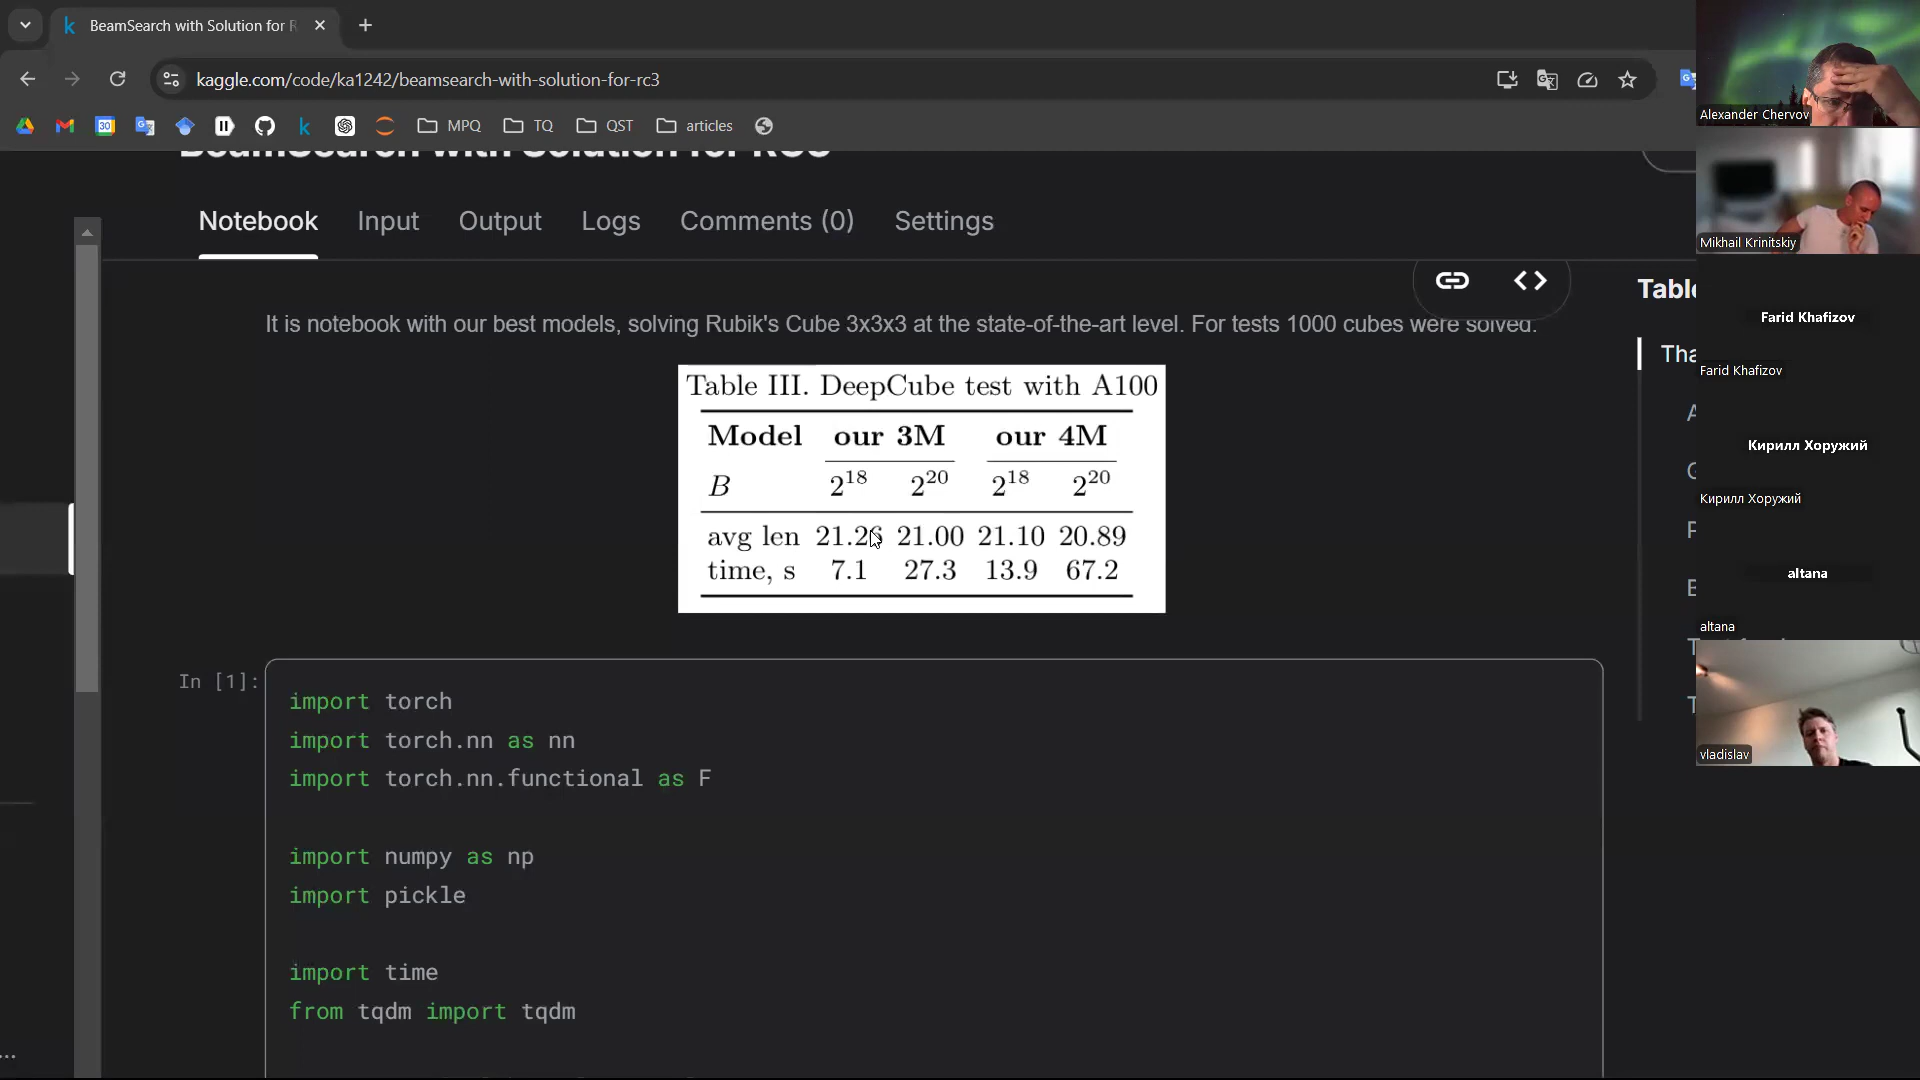 BeamSearch with Solution for R
kaggle.com/code/ka1242/beamsearch-with-solution-for-rc3
MPQ
TQ
QST
articles
BeamSearch with Solution for RC3
Notebook
Input
Output
Logs
Comments (0)
Settings
It is notebook with our best models, solving Rubik's Cube 3x3x3 at the state-of-the-art level. For tests 1000 cubes were solved.
Table III. DeepCube test with A100
Model our 3M our 4M
B 2^18 2^20 2^18 2^20
avg len 21.26 21.00 21.10 20.89
time, s 7.1 27.3 13.9 67.2
In [1]:
import torch
import torch.nn as nn
import torch.nn.functional as F
import numpy as np
import pickle
import time
from tqdm import tqdm
...
Alexander Chervov
Mikhail Krinitskiy
Farid Khafizov
Farid Khafizov
Кирилл Хоружий
Кирилл Хоружий
altana
altana
vladislav